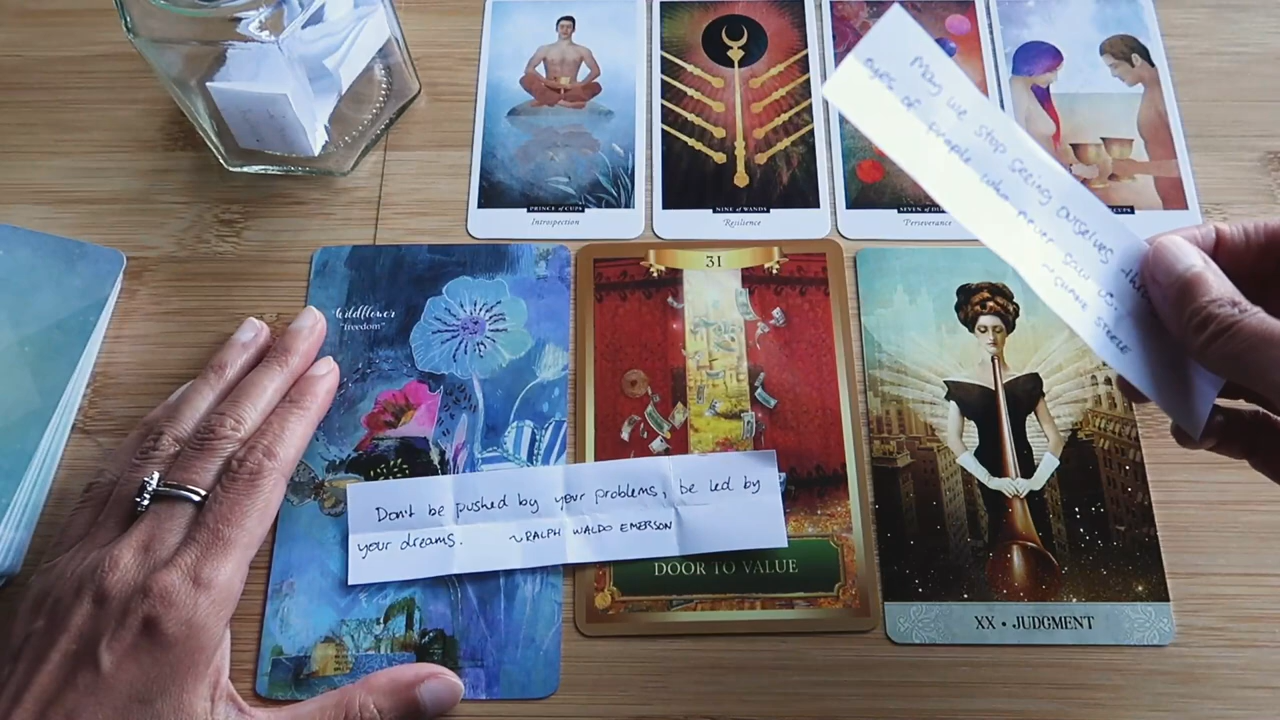 PRINCE of CUPS
Introspection
NINE of WANDS
Resilience
SEVEN of
Perseverance
CUPS
May we stop seeing ourselves
eyes of people who never saw us.
~SHANE STEELE
Wildflower
"freedom"
31
Don't be pushed by your problems, be led by
your dreams. ~RALPH WALDO EMERSON
DOOR TO VALUE
XX • JUDGMENT